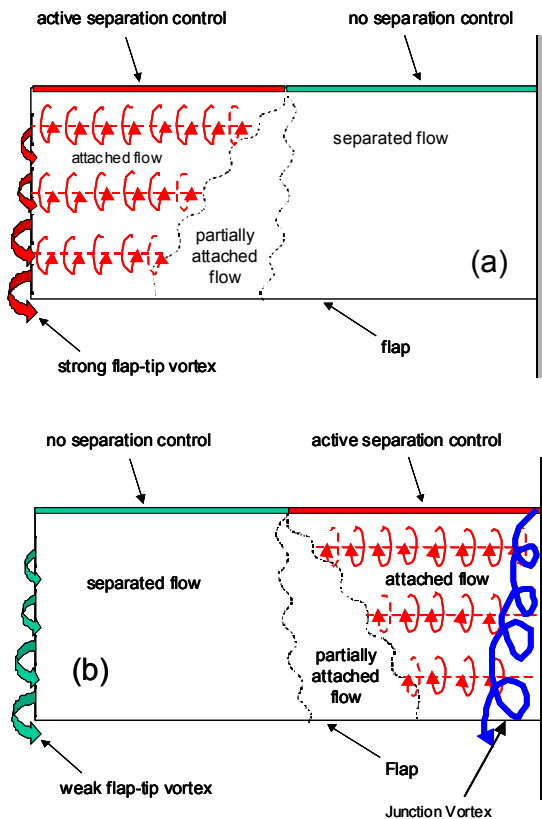 active separation control
no separation control
separated flow
attached flow
partially
attached
flow
(a)
flap
strong flap-tip vortex
no separation control
active separation control
separated flow
attached flow
partially
attached
flow
(b)
Flap
weak flap-tip vortex
Junction Vortex